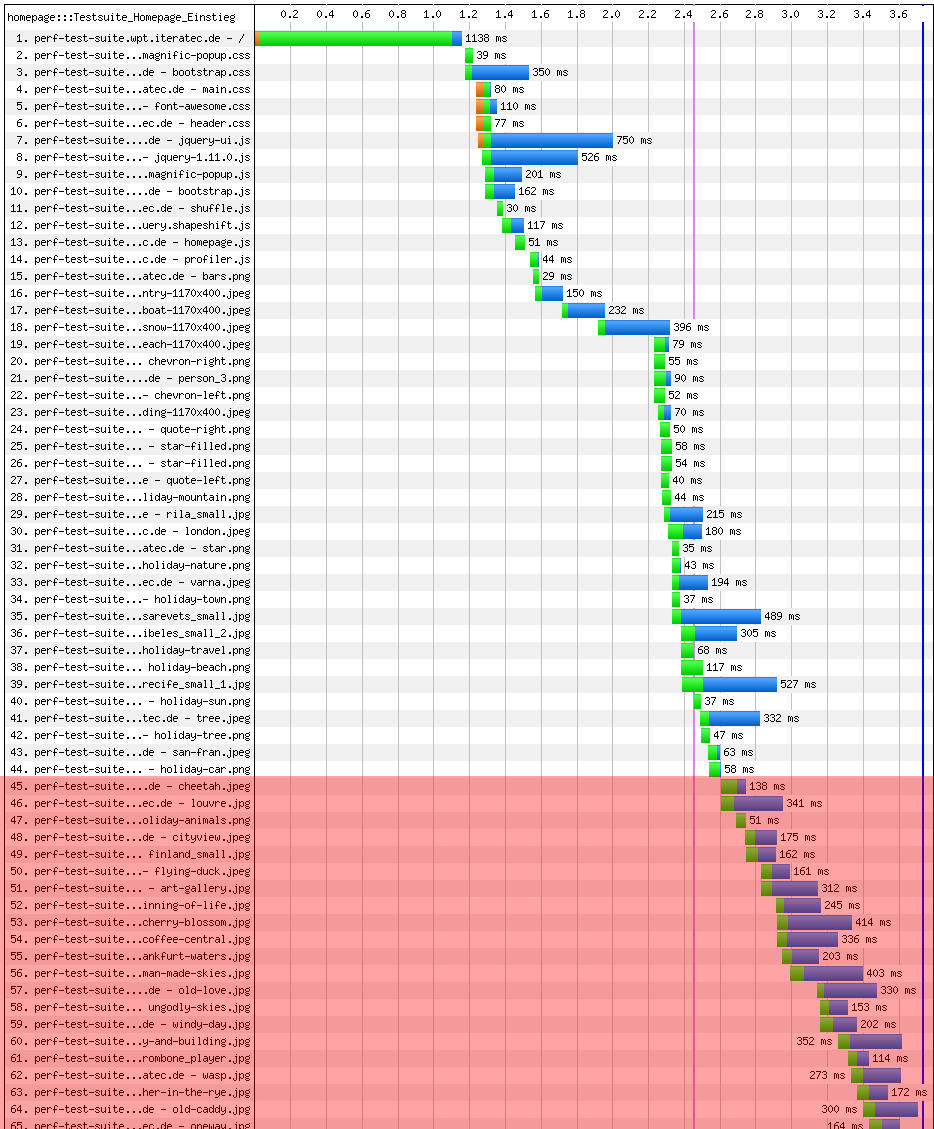 homepage:::Testsuite_Homepage_Einstieg 0.2 0.4 0.6 0.8 1.0 1.2 1.4 1.6 1.8 2.0 2.2 2.4 2.6 2.8 3.0 3.2 3.4 3.6
1. perf-test-suite.wpt.iteratec.de - / 1138 ms
2. perf-test-suite...magnific-popup.css 39 ms
3. perf-test-suite....de - bootstrap.css 350 ms
4. perf-test-suite...atec.de - main.css 80 ms
5. perf-test-suite...- font-awesome.css 110 ms
6. perf-test-suite...ec.de - header.css 77 ms
7. perf-test-suite....de - jquery-ui.js 750 ms
8. perf-test-suite...- jquery-1.11.0.js 526 ms
9. perf-test-suite....magnific-popup.js 201 ms
10. perf-test-suite....de - bootstrap.js 162 ms
11. perf-test-suite...ec.de - shuffle.js 30 ms
12. perf-test-suite...uery.shapeshift.js 117 ms
13. perf-test-suite...c.de - homepage.js 51 ms
14. perf-test-suite...c.de - profiler.js 44 ms
15. perf-test-suite...atec.de - bars.png 29 ms
16. perf-test-suite...ntry-1170x400.jpeg 150 ms
17. perf-test-suite...boat-1170x400.jpeg 232 ms
18. perf-test-suite...snow-1170x400.jpeg 396 ms
19. perf-test-suite...each-1170x400.jpeg 79 ms
20. perf-test-suite... chevron-right.png 55 ms
21. perf-test-suite....de - person_3.png 90 ms
22. perf-test-suite...- chevron-left.png 52 ms
23. perf-test-suite...ding-1170x400.jpeg 70 ms
24. perf-test-suite... - quote-right.png 50 ms
25. perf-test-suite... - star-filled.png 58 ms
26. perf-test-suite... - star-filled.png 54 ms
27. perf-test-suite...e - quote-left.png 40 ms
28. perf-test-suite...liday-mountain.png 44 ms
29. perf-test-suite...e - rila_small.jpg 215 ms
30. perf-test-suite...c.de - london.jpeg 180 ms
31. perf-test-suite...atec.de - star.png 35 ms
32. perf-test-suite...holiday-nature.png 43 ms
33. perf-test-suite...ec.de - varna.jpeg 194 ms
34. perf-test-suite...- holiday-town.png 37 ms
35. perf-test-suite...sarevets_small.jpg 489 ms
36. perf-test-suite...ibeles_small_2.jpg 305 ms
37. perf-test-suite...holiday-travel.png 68 ms
38. perf-test-suite... holiday-beach.png 117 ms
39. perf-test-suite...recife_small_1.jpg 527 ms
40. perf-test-suite... - holiday-sun.png 37 ms
41. perf-test-suite...tec.de - tree.jpeg 332 ms
42. perf-test-suite...- holiday-tree.png 47 ms
43. perf-test-suite...de - san-fran.jpeg 63 ms
44. perf-test-suite... - holiday-car.png 58 ms
45. perf-test-suite....de - cheetah.jpeg 138 ms
46. perf-test-suite...ec.de - louvre.jpg 341 ms
47. perf-test-suite...oliday-animals.png 51 ms
48. perf-test-suite...de - cityview.jpeg 175 ms
49. perf-test-suite... finland_small.jpg 162 ms
50. perf-test-suite...- flying-duck.jpeg 161 ms
51. perf-test-suite... - art-gallery.jpg 312 ms
52. perf-test-suite...inning-of-life.jpg 245 ms
53. perf-test-suite...cherry-blossom.jpg 414 ms
54. perf-test-suite...coffee-central.jpg 336 ms
55. perf-test-suite...ankfurt-waters.jpg 203 ms
56. perf-test-suite...man-made-skies.jpg 403 ms
57. perf-test-suite....de - old-love.jpg 330 ms
58. perf-test-suite... ungodly-skies.jpg 153 ms
59. perf-test-suite...de - windy-day.jpg 202 ms
60. perf-test-suite...y-and-building.jpg 352 ms
61. perf-test-suite...rombone_player.jpg 114 ms
62. perf-test-suite...atec.de - wasp.jpg 273 ms
63. perf-test-suite...her-in-the-rye.jpg 172 ms
64. perf-test-suite...de - old-caddy.jpg 300 ms
65. perf-test-suite...ec.de - oneway.jpg 164 ms